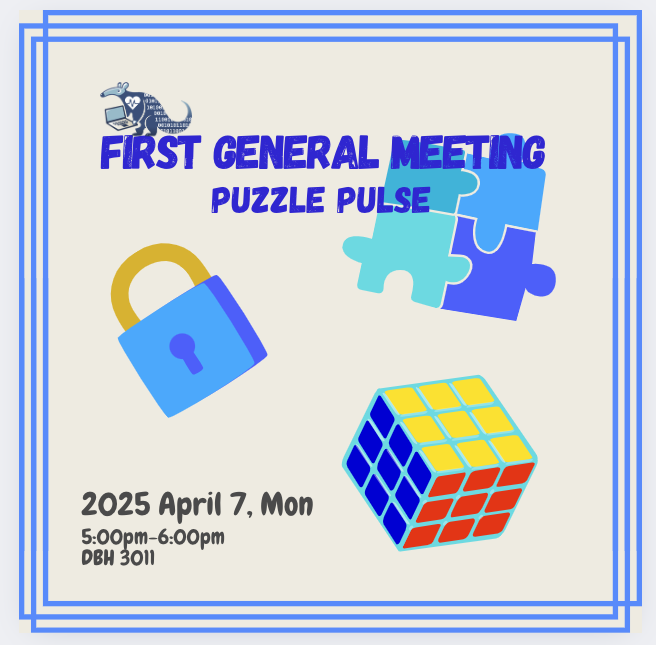 FIRST GENERAL MEETING
PUZZLE PULSE
2025 April 7, Mon
5:00pm-6:00pm
DBH 3011